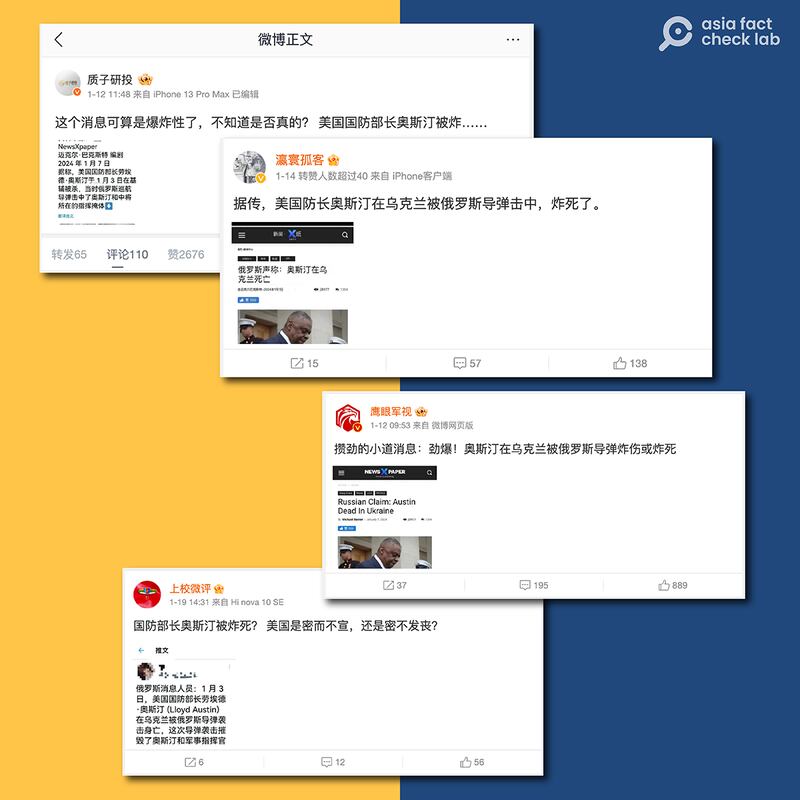 asia fact
check lab
微博正文
质子研投
1-12 11:48 来自 iPhone 13 Pro Max 已编辑
这个消息可算是爆炸性了，不知道是否真的？ 美国国防部长奥斯汀被炸……
NewsXpaper
迈克尔·巴克斯特 编剧
2024 年 1 月 7 日
据称，美国国防部长劳埃
德·奥斯汀于 1 月 3 日在基
辅被杀，当时俄罗斯巡航
导弹击中了奥斯汀和中将
所在的指挥掩体
转发65 评论110 赞2676
瀛寰孤客
1-14 转赞人数超过40 来自 iPhone客户端
据传，美国防长奥斯汀在乌克兰被俄罗斯导弹击中，炸死了。
新闻 X 纸
俄罗斯声称：奥斯汀在乌
克兰死亡
15 57 138
鹰眼军视
1-12 09:53 来自 微博网页版
攒劲的小道消息：劲爆！奥斯汀在乌克兰被俄罗斯导弹炸伤或炸死
NEWS X PAPER
Russian Claim: Austin
Dead In Ukraine
37 195 889
上校微评
1-19 14:31 来自 Hi nova 10 SE
国防部长奥斯汀被炸死？ 美国是密而不宣，还是密不发丧？
推文
俄罗斯消息人员：1 月 3
日，美国国防部长劳埃德
·奥斯汀 (Lloyd Austin)
在乌克兰被俄罗斯导弹袭
击身亡，这次导弹袭击摧
毁了奥斯汀和军事指挥官
6 12 56